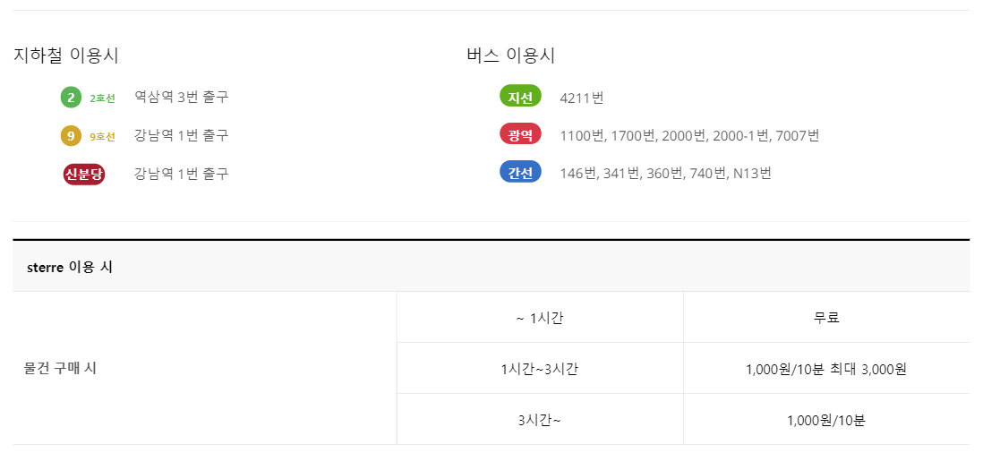 지하철 이용시
2 2호선 역삼역 3번 출구
9 9호선 강남역 1번 출구
신분당 강남역 1번 출구
버스 이용시
지선 4211번
광역 1100번, 1700번, 2000번, 2000-1번, 7007번
간선 146번, 341번, 360번, 740번, N13번
sterre 이용 시
물건 구매 시
~ 1시간 무료
1시간~3시간 1,000원/10분 최대 3,000원
3시간~ 1,000원/10분